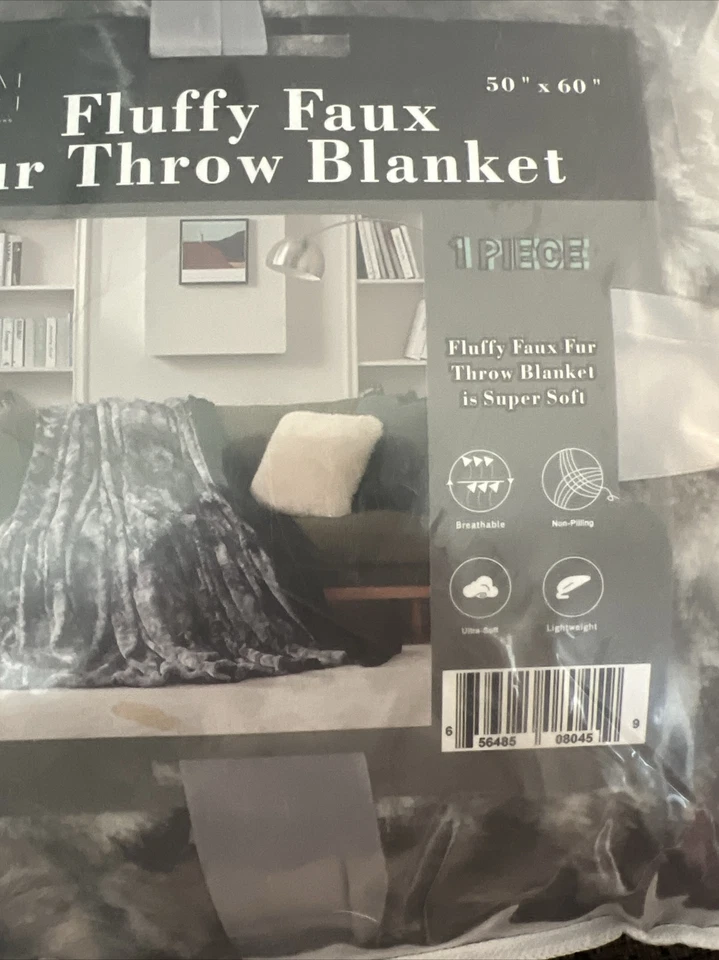 50" x 60"
Fluffy Faux
ur Throw Blanket
1 PIECE
Fluffy Faux Fur
Throw Blanket
is Super Soft
Breathable
Non-Pilling
Ultra-Soft
Lightweight
6 56485 08045 9